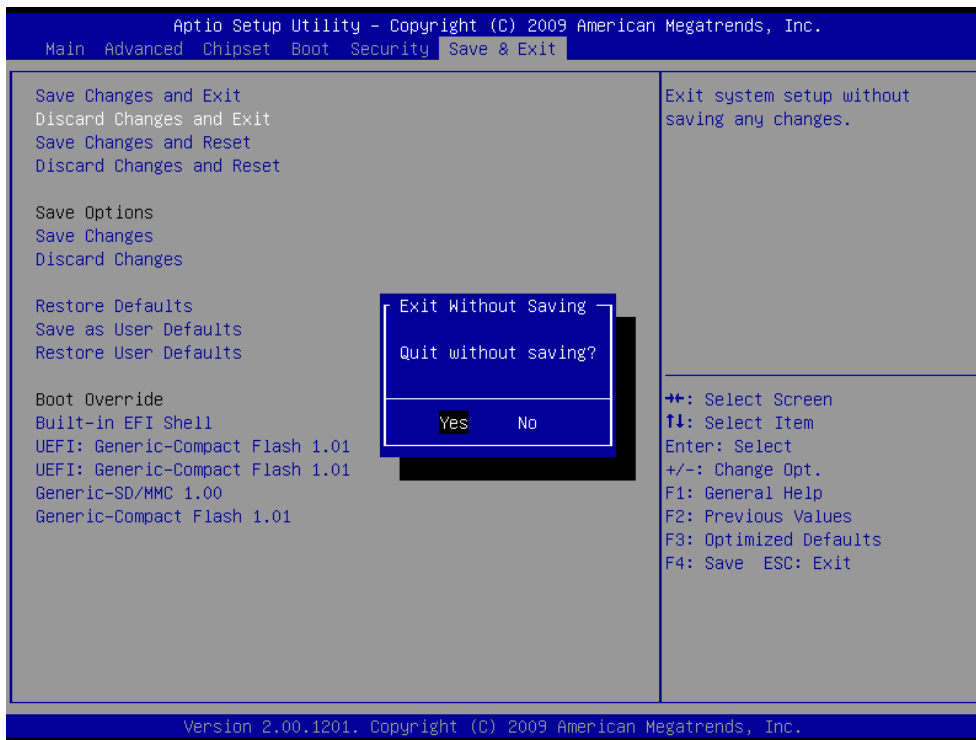 Aptio Setup Utility – Copyright (C) 2009 American Megatrends, Inc.
Main Advanced Chipset Boot Security Save & Exit
Save Changes and Exit
Discard Changes and Exit
Save Changes and Reset
Discard Changes and Reset
Save Options
Save Changes
Discard Changes
Restore Defaults
Save as User Defaults
Restore User Defaults
Boot Override
Built-in EFI Shell
UEFI: Generic-Compact Flash 1.01
UEFI: Generic-Compact Flash 1.01
Generic-SD/MMC 1.00
Generic-Compact Flash 1.01
Exit Without Saving
Quit without saving?
Yes No
Exit system setup without
saving any changes.
→←: Select Screen
↑↓: Select Item
Enter: Select
+/-: Change Opt.
F1: General Help
F2: Previous Values
F3: Optimized Defaults
F4: Save ESC: Exit
Version 2.00.1201. Copyright (C) 2009 American Megatrends, Inc.